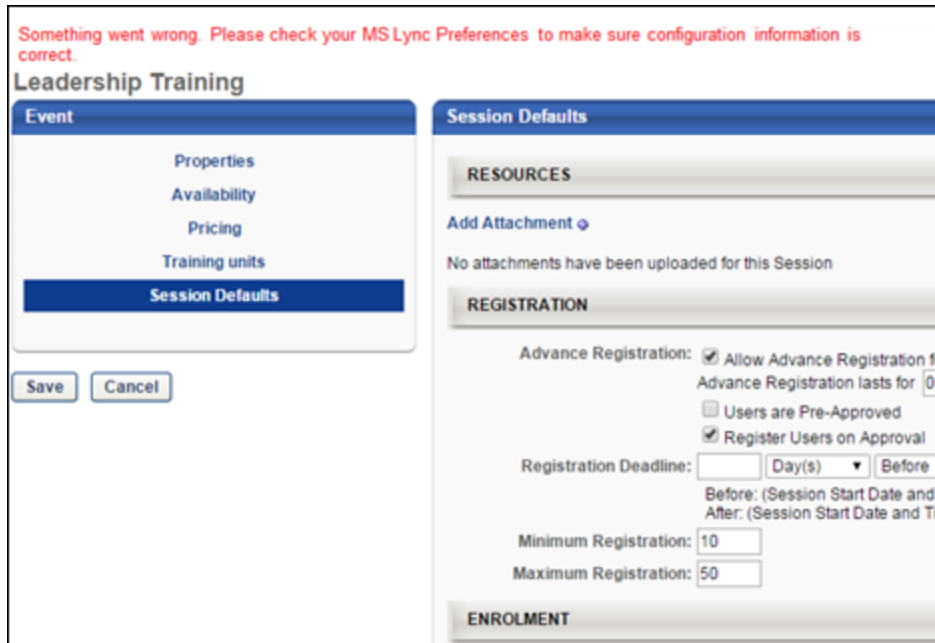 Something went wrong. Please check your MS Lync Preferences to make sure configuration information is
correct.
Leadership Training
Event
Properties
Availability
Pricing
Training units
Session Defaults
Save Cancel
Session Defaults
RESOURCES
Add Attachment
No attachments have been uploaded for this Session
REGISTRATION
Advance Registration: Allow Advance Registration
Advance Registration lasts for 0
Users are Pre-Approved
Register Users on Approval
Registration Deadline: Day(s) Before
Before: (Session Start Date and
After: (Session Start Date and
Minimum Registration: 10
Maximum Registration: 50
ENROLMENT